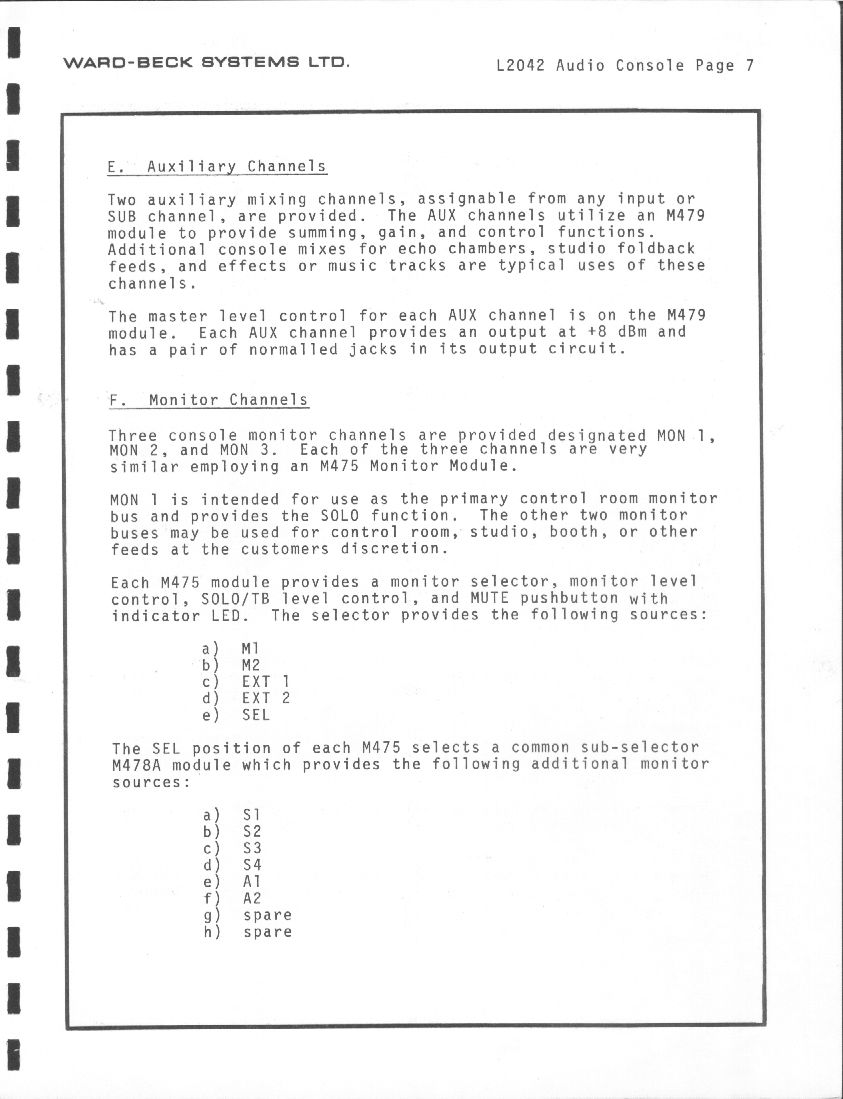 WARD-BECK SYSTEMS LTD.
L2042 Audio Console Page 7
E. Auxiliary Channels
Two auxiliary mixing channels, assignable from any input or
SUB channel, are provided. The AUX channels utilize an M479
module to provide summing, gain, and control functions.
Additional console mixes for echo chambers, studio foldback
feeds, and effects or music tracks are typical uses of these
channels.
The master level control for each AUX channel is on the M479
module. Each AUX channel provides an output at +8 dBm and
has a pair of normalled jacks in its output circuit.
F. Monitor Channels
Three console monitor channels are provided designated MON 1,
MON 2, and MON 3. Each of the three channels are very
similar employing an M475 Monitor Module.
MON 1 is intended for use as the primary control room monitor
bus and provides the SOLO function. The other two monitor
buses may be used for control room, studio, booth, or other
feeds at the customers discretion.
Each M475 module provides a monitor selector, monitor level
control, SOLO/TB level control, and MUTE pushbutton with
indicator LED. The selector provides the following sources:
a) M1
b) M2
c) EXT 1
d) EXT 2
e) SEL
The SEL position of each M475 selects a common sub-selector
M478A module which provides the following additional monitor
sources:
a) S1
b) S2
c) S3
d) S4
e) A1
f) A2
g) spare
h) spare